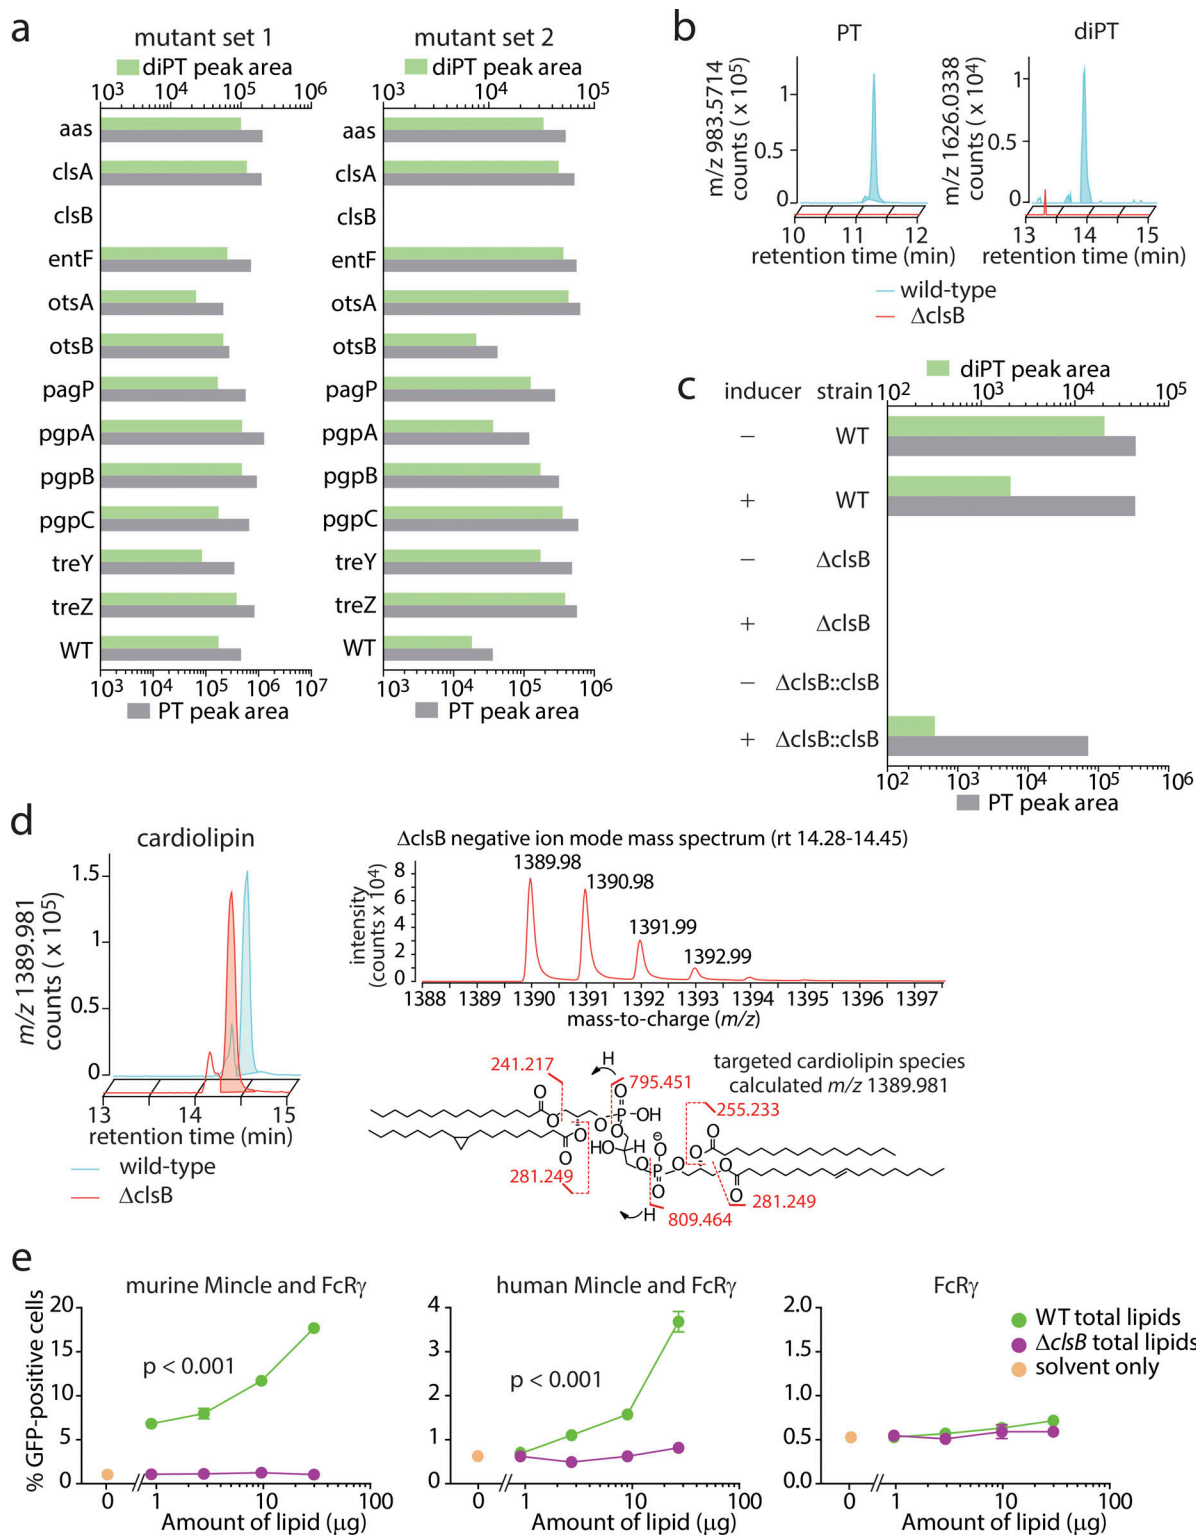 a
mutant set 1
diPT peak area
10³ 10⁴ 10⁵ 10⁶
aas
clsA
clsB
entF
otsA
otsB
pagP
pgpA
pgpB
pgpC
treY
treZ
WT
10³ 10⁴ 10⁵ 10⁶ 10⁷
PT peak area
mutant set 2
diPT peak area
10³ 10⁴ 10⁵
aas
clsA
clsB
entF
otsA
otsB
pagP
pgpA
pgpB
pgpC
treY
treZ
WT
10³ 10⁴ 10⁵ 10⁶
PT peak area
b
PT
m/z 983.5714
counts ( x 10⁵)
1
0.5
0
10 11 12
retention time (min)
diPT
m/z 1626.0338
counts ( x 10⁴)
1
0.5
0
13 14 15
retention time (min)
wild-type
ΔclsB
c
diPT peak area
inducer strain
10² 10³ 10⁴ 10⁵
− WT
+ WT
− ΔclsB
+ ΔclsB
− ΔclsB::clsB
+ ΔclsB::clsB
10² 10³ 10⁴ 10⁵ 10⁶
PT peak area
d
cardiolipin
m/z 1389.981
counts ( x 10⁵)
1.5
1
0.5
0
13 14 15
retention time (min)
wild-type
ΔclsB
ΔclsB negative ion mode mass spectrum (rt 14.28-14.45)
intensity
(counts x 10⁴)
8
6
4
2
0
1389.98
1390.98
1391.99
1392.99
1388 1389 1390 1391 1392 1393 1394 1395 1396 1397
mass-to-charge (m/z)
targeted cardiolipin species
calculated m/z 1389.981
241.217
H
795.451
255.233
O
O
P
OH
O
O
O
O
O
HO
H
O
⊖
O
P
O
O
O
O
O
O
281.249
H
809.464
281.249
e
murine Mincle and FcRγ
% GFP-positive cells
20
15
10
5
0
p < 0.001
0 1 10 100
Amount of lipid (μg)
human Mincle and FcRγ
4
3
2
1
0
p < 0.001
0 1 10 100
Amount of lipid (μg)
FcRγ
2.0
1.5
1.0
0.5
0.0
0 1 10 100
Amount of lipid (μg)
WT total lipids
ΔclsB total lipids
solvent only